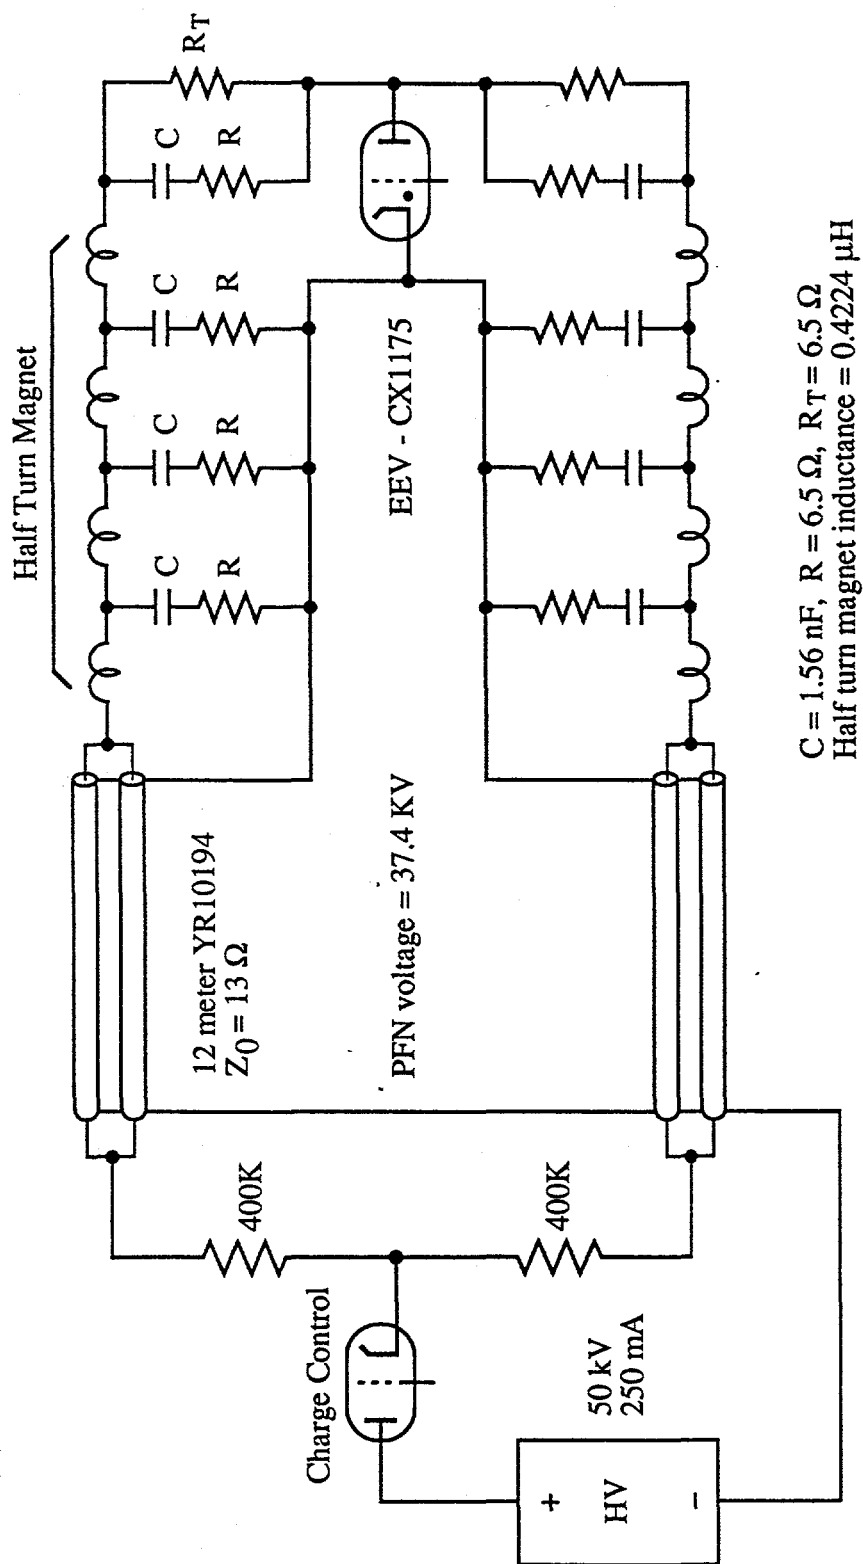 Half Turn Magnet
C
C
C
C
R
R
R
R
RT
12 meter YR10194
Z0 = 13 Ω
EEV - CX1175
PFN voltage = 37.4 KV
400K
400K
Charge Control
50 kV
250 mA
+
HV
−
C = 1.56 nF, R = 6.5 Ω, RT = 6.5 Ω
Half turn magnet inductance = 0.4224 μH